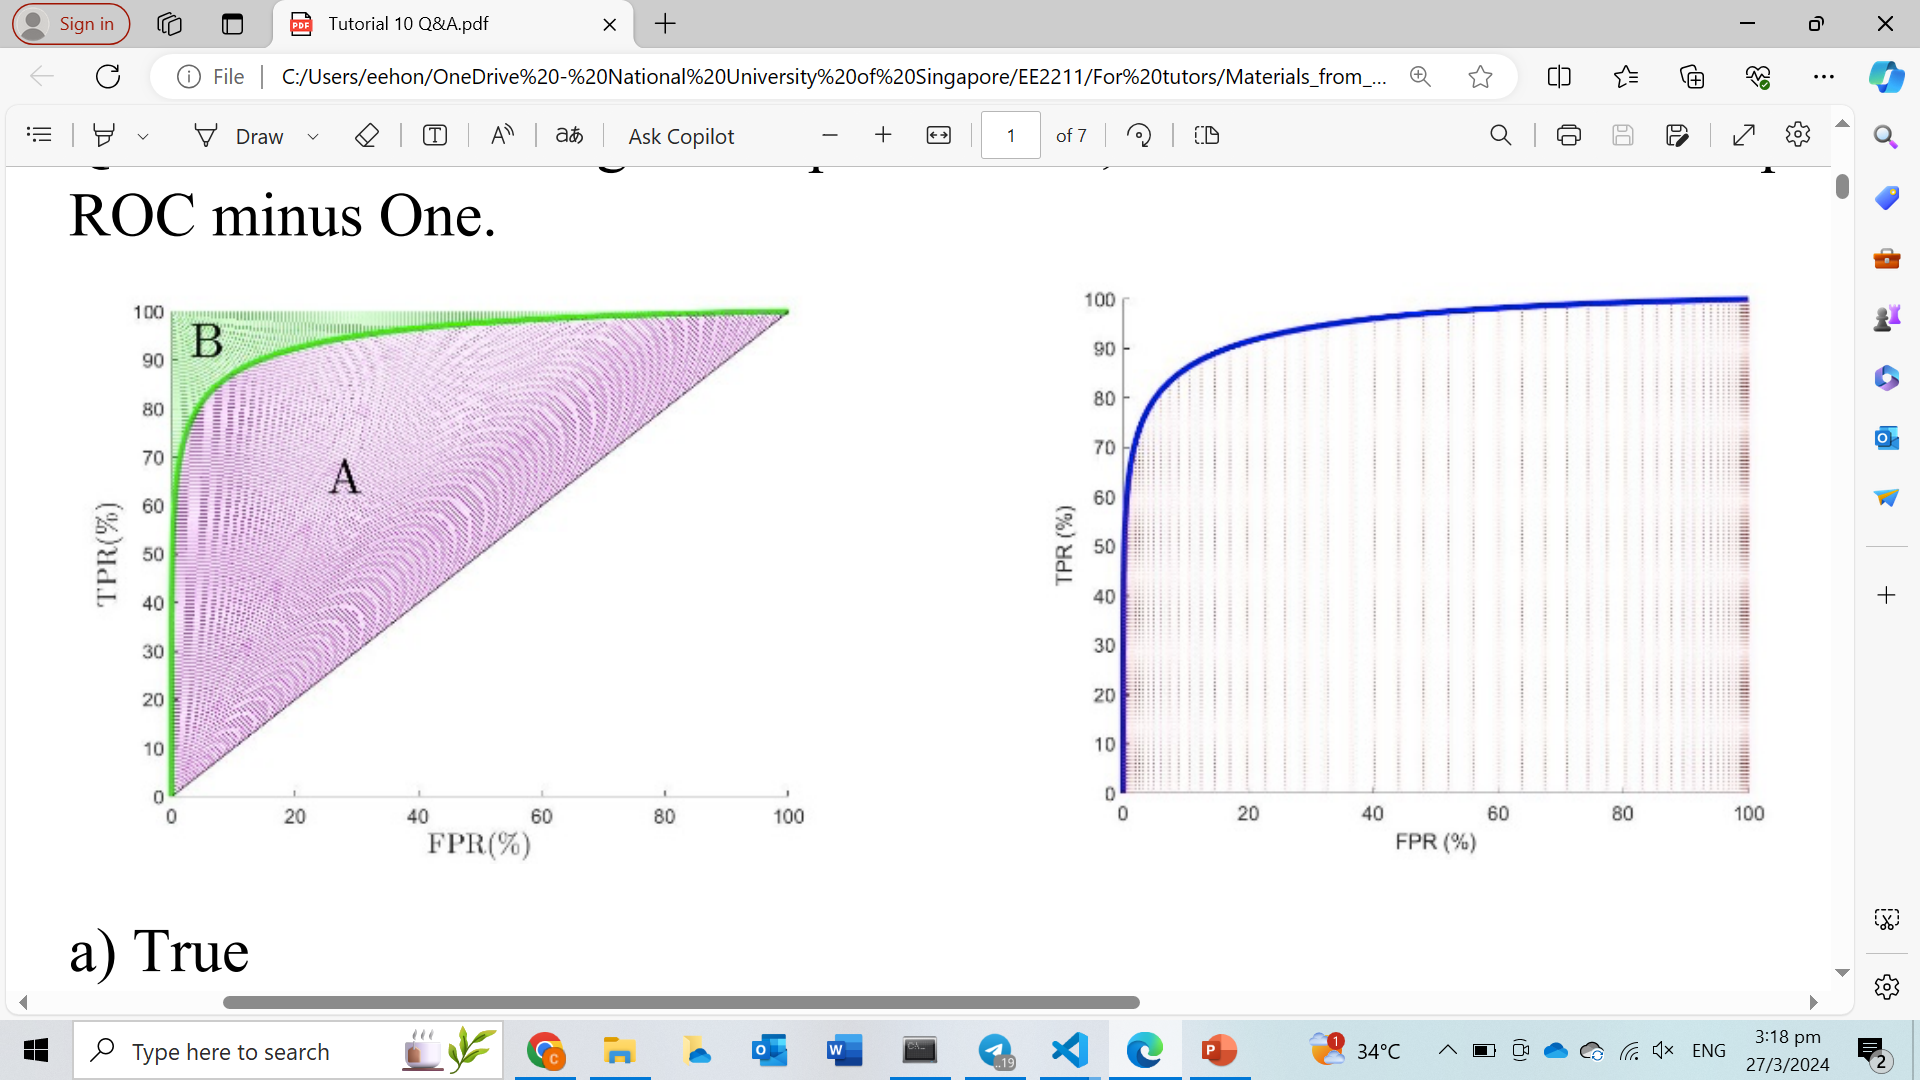 Sign in
Tutorial 10 Q&A.pdf
File
C:/Users/eehon/OneDrive%20-%20National%20University%20of%20Singapore/EE2211/For%20tutors/Materials_from_...
Draw
Ask Copilot
1 of 7
ROC minus One.
100
90
80
70
60
50
40
30
20
10
0
B
A
TPR(%)
0 20 40 60 80 100
FPR(%)
100
90
80
70
60
50
40
30
20
10
0
TPR (%)
0 20 40 60 80 100
FPR (%)
a) True
Type here to search
..19
1
34°C
ENG
3:18 pm
27/3/2024
2